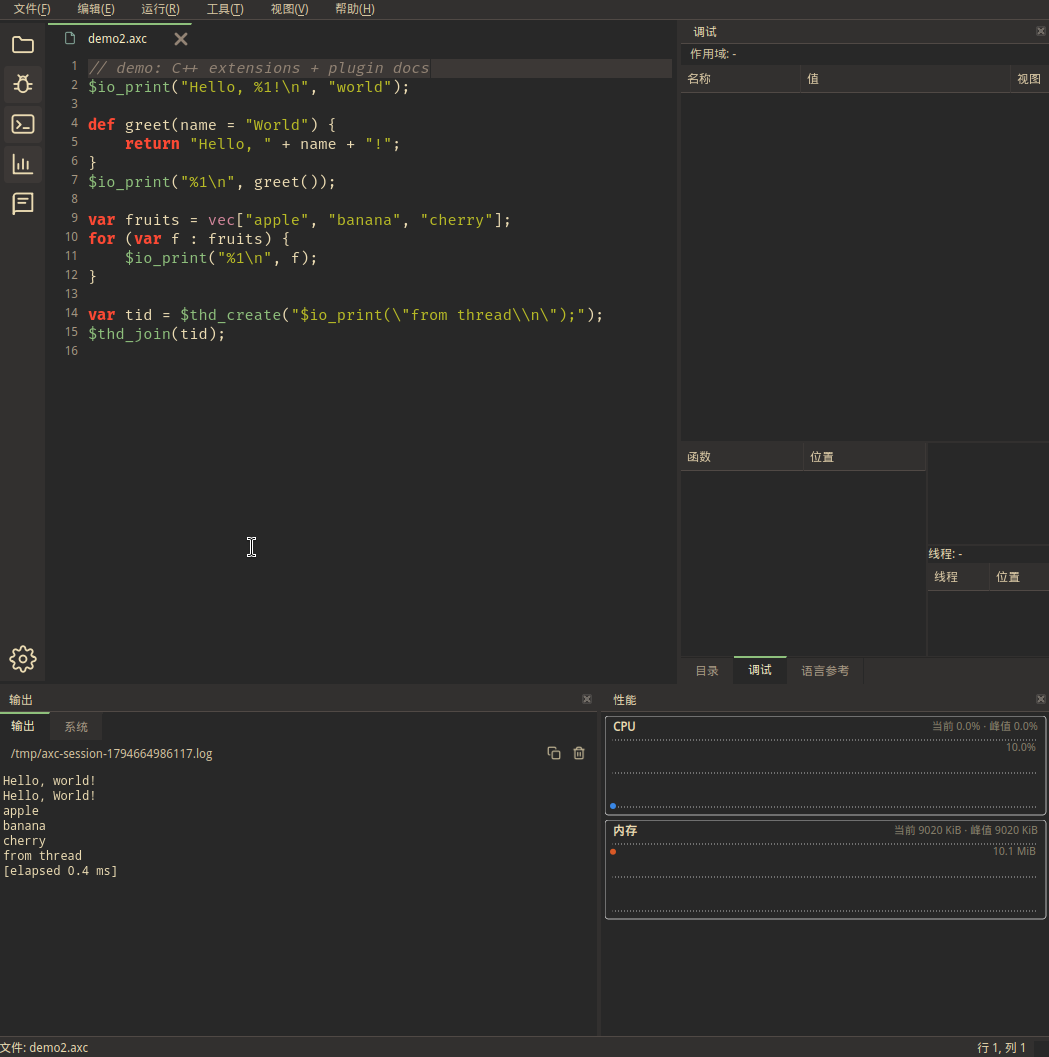 文件(F) 编辑(E) 运行(R) 工具(T) 视图(V) 帮助(H)
demo2.axc
1 // demo: C++ extensions + plugin docs
2 $io_print("Hello, %1!\n", "world");
3
4 def greet(name = "World") {
5 return "Hello, " + name + "!";
6 }
7 $io_print("%1\n", greet());
8
9 var fruits = vec["apple", "banana", "cherry"];
10 for (var f : fruits) {
11 $io_print("%1\n", f);
12 }
13
14 var tid = $thd_create("$io_print(\"from thread\\n\");");
15 $thd_join(tid);
16
调试
作用域: -
名称 值 视图
函数 位置
线程: -
线程 位置
目录 调试 语言参考
输出
输出 系统
/tmp/axc-session-1794664986117.log
Hello, world!
Hello, World!
apple
banana
cherry
from thread
[elapsed 0.4 ms]
性能
CPU 当前 0.0% · 峰值 0.0%
10.0%
内存 当前 9020 KiB · 峰值 9020 KiB
10.1 MiB
文件: demo2.axc 行 1, 列 1